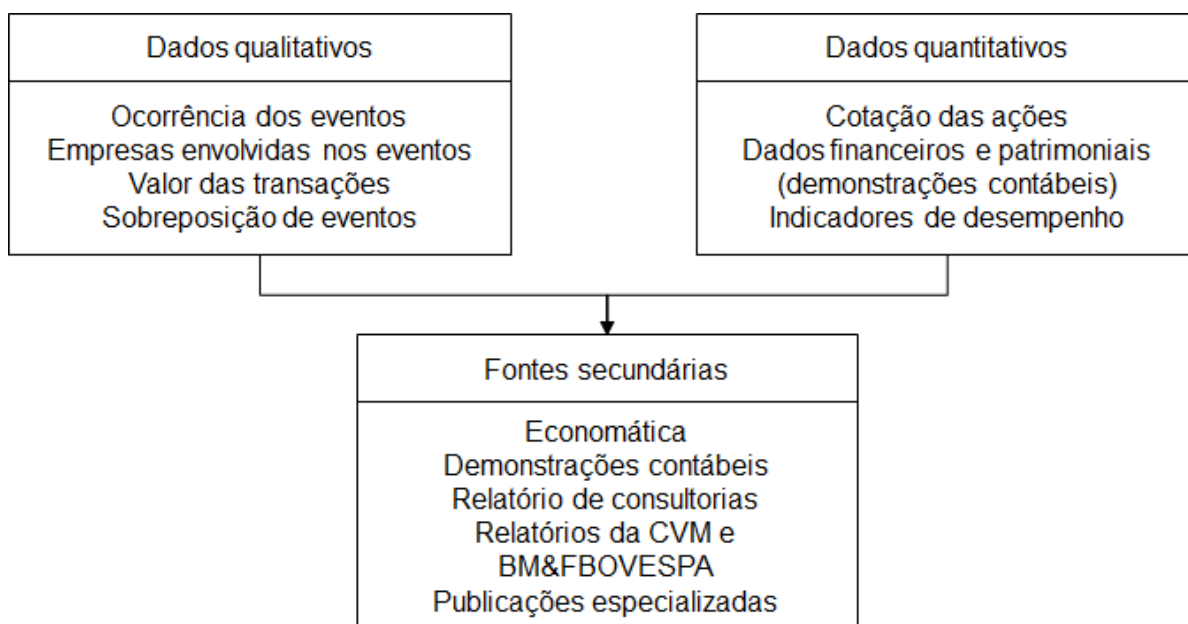 Dados qualitativos
Ocorrência dos eventos
Empresas envolvidas nos eventos
Valor das transações
Sobreposição de eventos
Dados quantitativos
Cotação das ações
Dados financeiros e patrimoniais
(demonstrações contábeis)
Indicadores de desempenho
Fontes secundárias
Economática
Demonstrações contábeis
Relatório de consultorias
Relatórios da CVM e
BM&FBOVESPA
Publicações especializadas